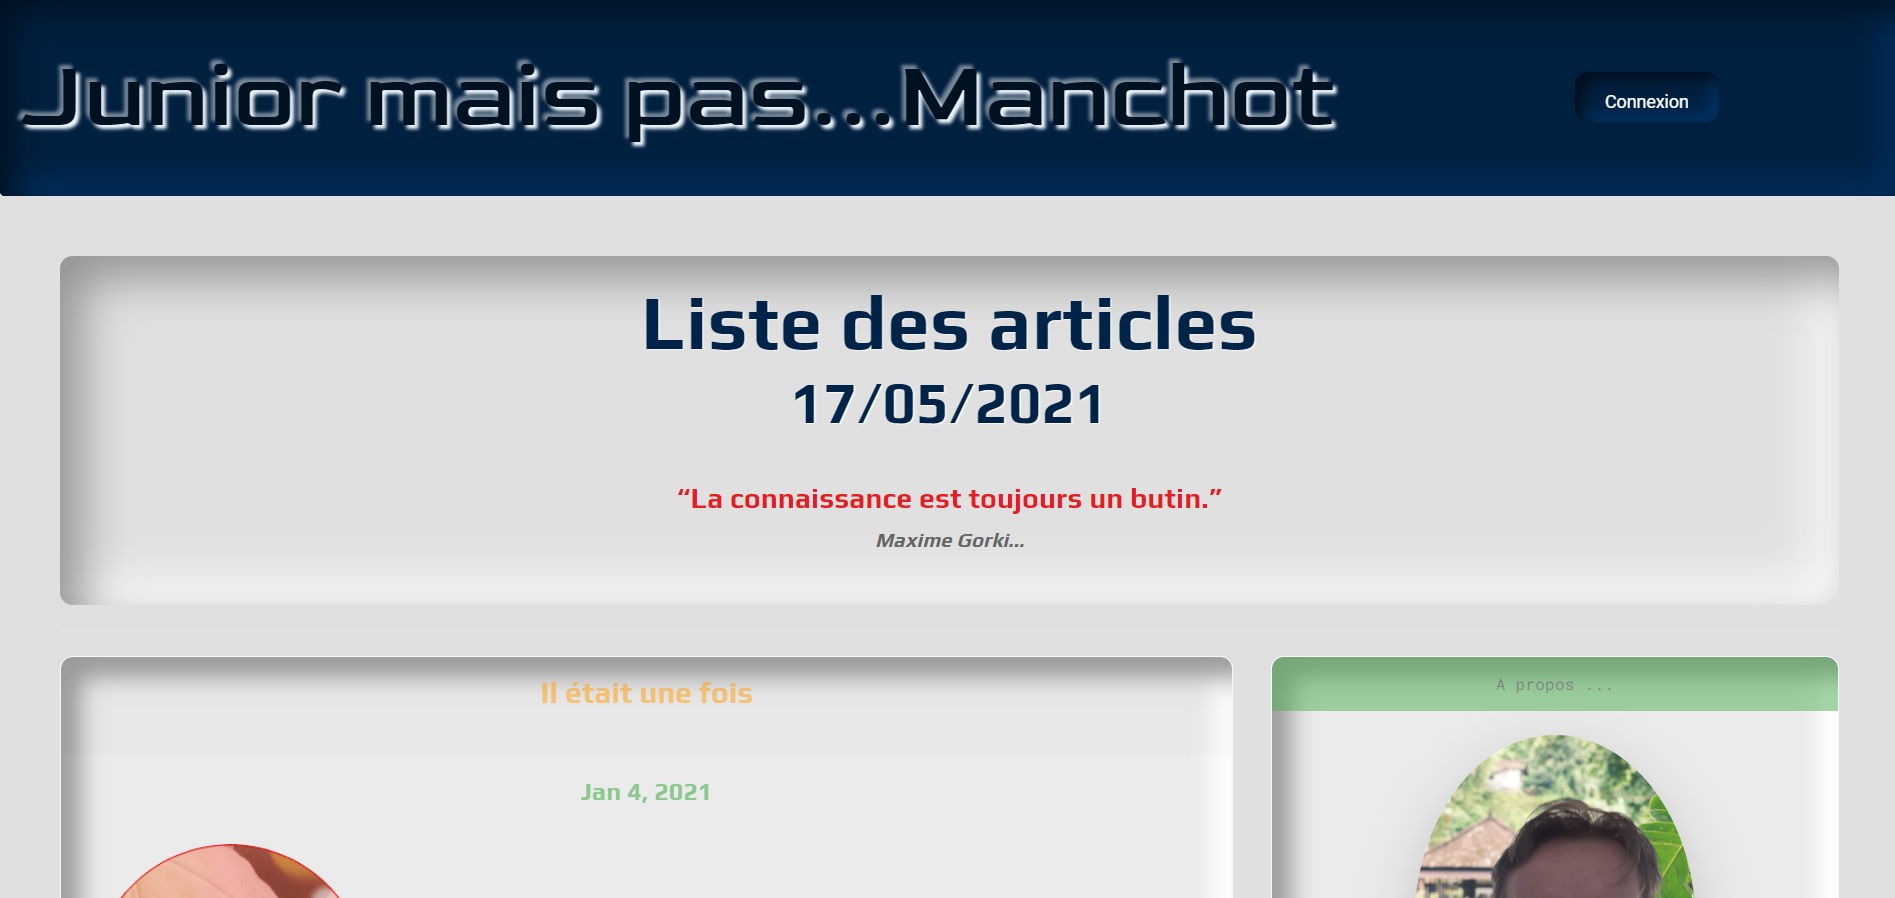 Junior mais pas...Manchot
Connexion
Liste des articles
17/05/2021
“La connaissance est toujours un butin.”
Maxime Gorki...
Il était une fois
A propos ...
Jan 4, 2021